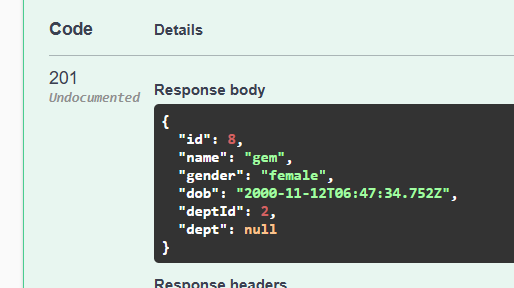 Code Details
201
Undocumented
Response body
{
  "id": 8,
  "name": "gem",
  "gender": "female",
  "dob": "2000-11-12T06:47:34.752Z",
  "deptId": 2,
  "dept": null
}
Response headers